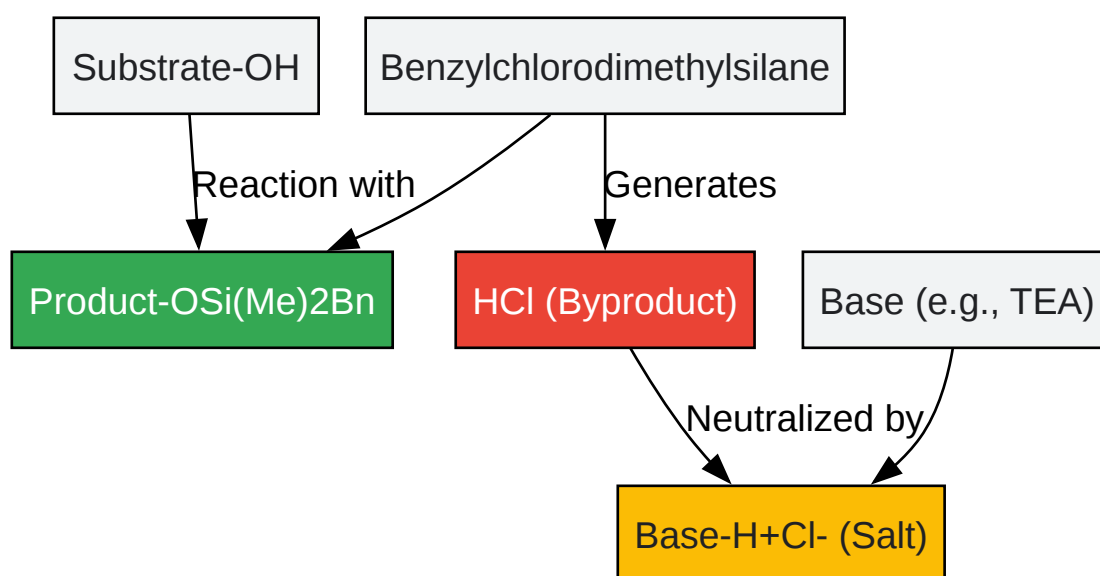 Substrate-OH
Benzylchlorodimethylsilane
Reaction with
Generates
Product-OSi(Me)2Bn
HCl (Byproduct)
Base (e.g., TEA)
Neutralized by
Base-H+Cl- (Salt)